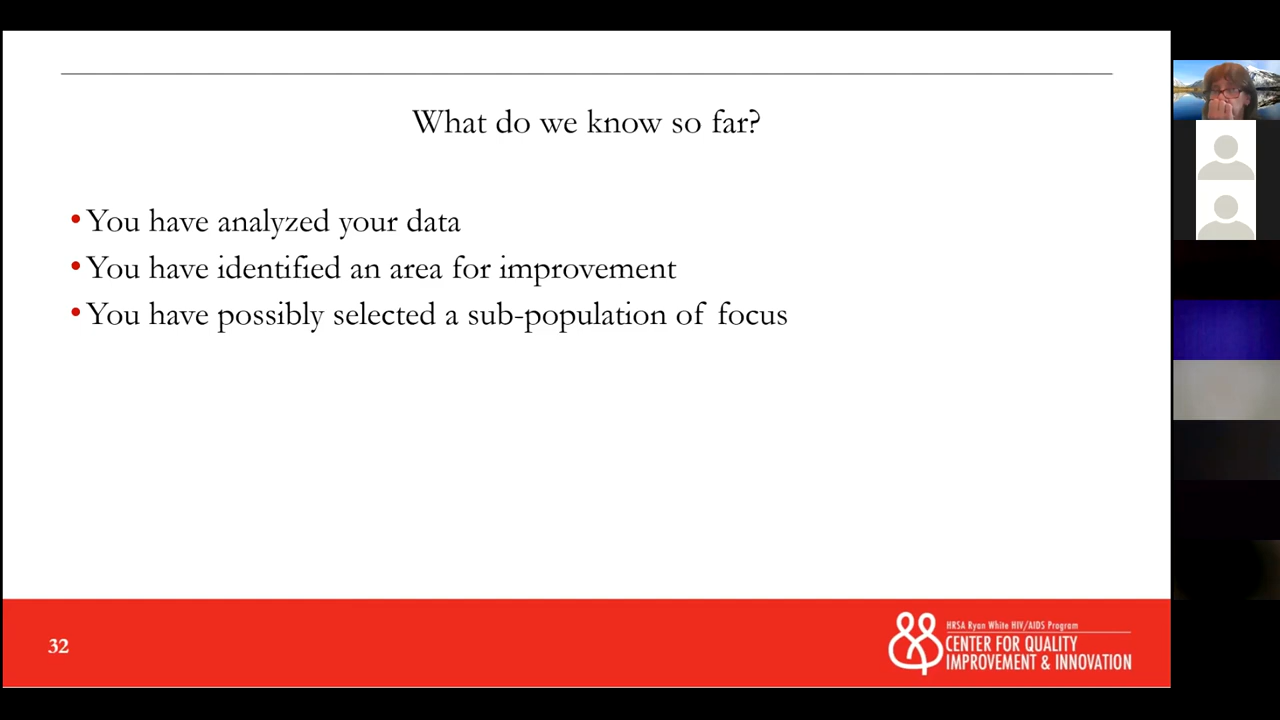 What do we know so far?
•You have analyzed your data
•You have identified an area for improvement
•You have possibly selected a sub-population of focus
32
HRSA Ryan White HIV/AIDS Program
CENTER FOR QUALITY
IMPROVEMENT & INNOVATION